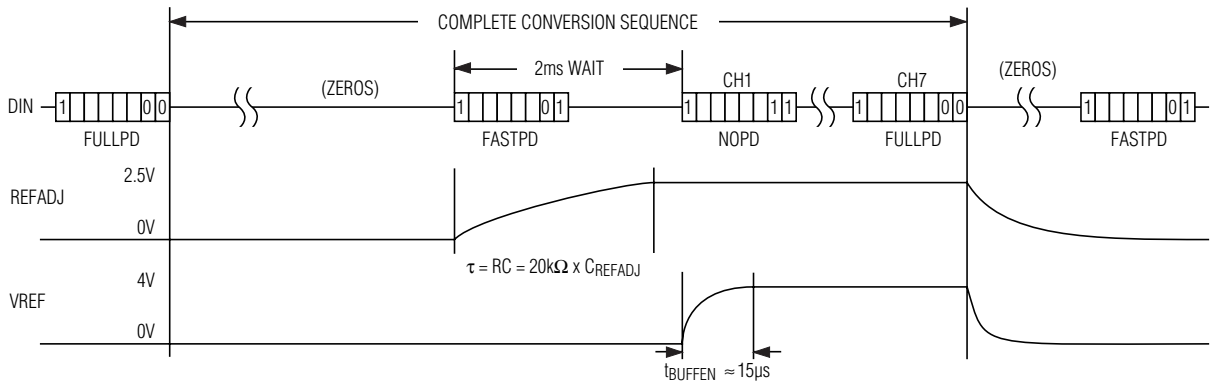 COMPLETE CONVERSION SEQUENCE
2ms WAIT
(ZEROS) CH1 CH7 (ZEROS)
DIN 1 0 0 1 0 1 1 1 1 1 0 0 1 0 1
FULLPD FASTPD NOPD FULLPD FASTPD
2.5V
REFADJ
0V
τ = RC = 20kΩ x CREFADJ
4V
VREF
0V
tBUFFEN ≈ 15µs